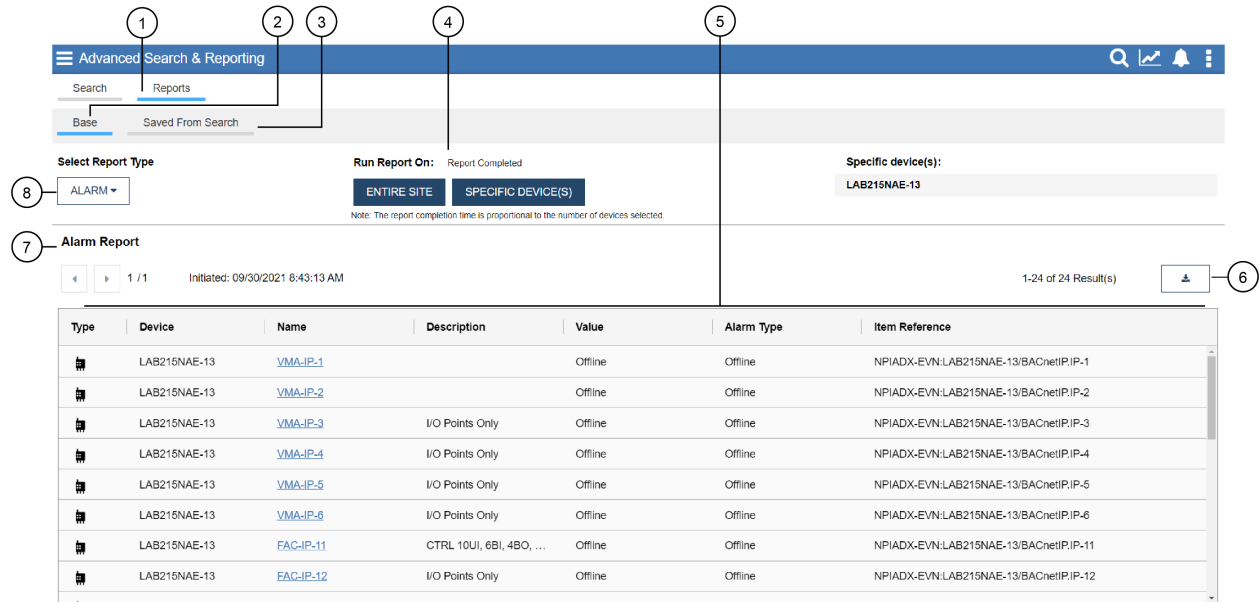 1 2 3 4 5
Advanced Search & Reporting
Search Reports
Base Saved From Search
Select Report Type Run Report On: Report Completed Specific device(s):
8 ALARM ENTIRE SITE SPECIFIC DEVICE(S) LAB215NAE-13
Note: The report completion time is proportional to the number of devices selected.
7 Alarm Report
1 / 1 Initiated: 09/30/2021 8:43:13 AM 1-24 of 24 Result(s) 6
Type Device Name Description Value Alarm Type Item Reference
LAB215NAE-13 VMA-IP-1 Offline Offline NPIADX-EVN:LAB215NAE-13/BACnetIP.IP-1
LAB215NAE-13 VMA-IP-2 Offline Offline NPIADX-EVN:LAB215NAE-13/BACnetIP.IP-2
LAB215NAE-13 VMA-IP-3 I/O Points Only Offline Offline NPIADX-EVN:LAB215NAE-13/BACnetIP.IP-3
LAB215NAE-13 VMA-IP-4 I/O Points Only Offline Offline NPIADX-EVN:LAB215NAE-13/BACnetIP.IP-4
LAB215NAE-13 VMA-IP-5 I/O Points Only Offline Offline NPIADX-EVN:LAB215NAE-13/BACnetIP.IP-5
LAB215NAE-13 VMA-IP-6 I/O Points Only Offline Offline NPIADX-EVN:LAB215NAE-13/BACnetIP.IP-6
LAB215NAE-13 FAC-IP-11 CTRL 10UI, 6BI, 4BO, ... Offline Offline NPIADX-EVN:LAB215NAE-13/BACnetIP.IP-11
LAB215NAE-13 FAC-IP-12 I/O Points Only Offline Offline NPIADX-EVN:LAB215NAE-13/BACnetIP.IP-12